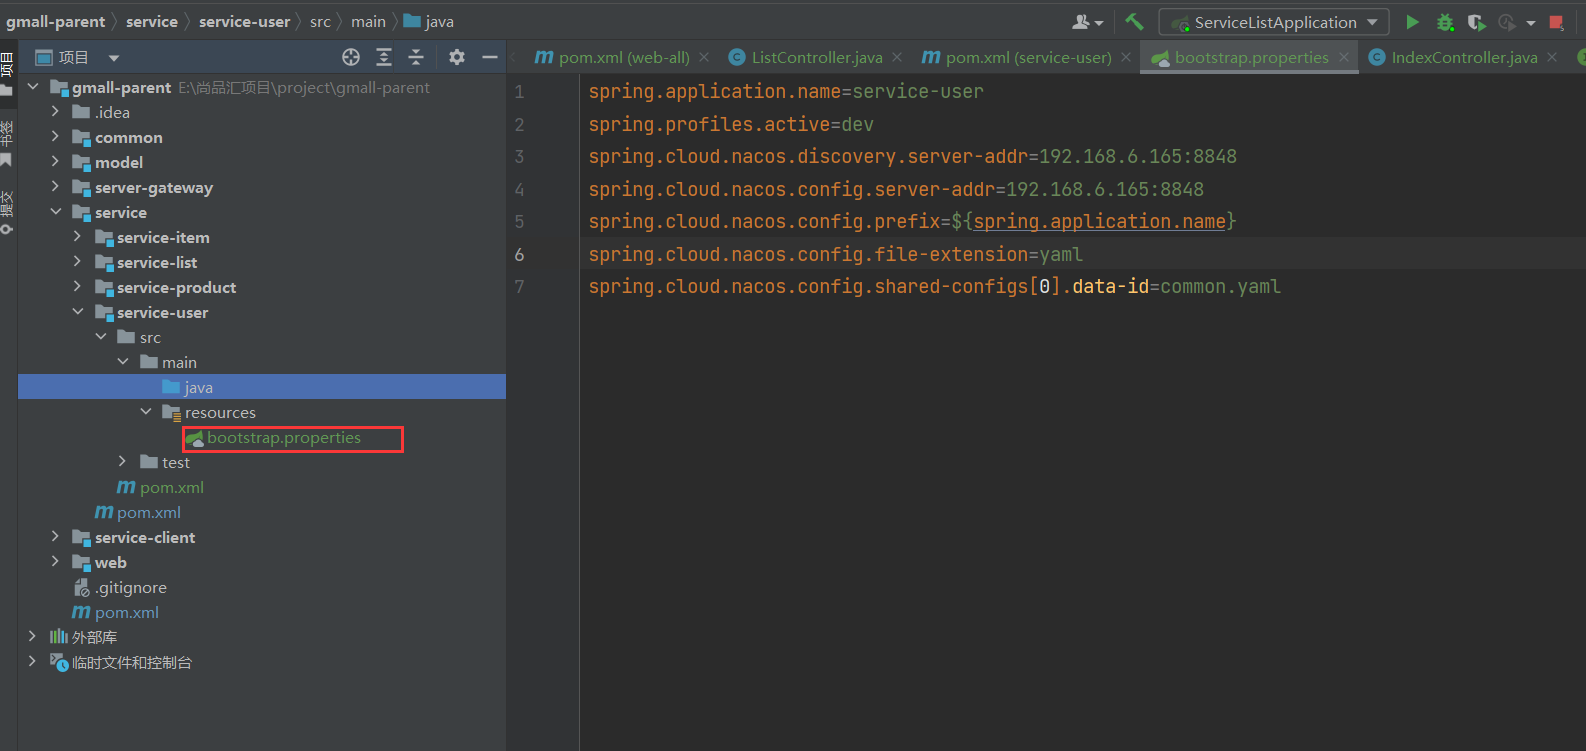 gmall-parent service service-user src main java
ServiceListApplication
项目
pom.xml (web-all) ListController.java pom.xml (service-user) bootstrap.properties IndexController.java
项目
书签
提交
gmall-parent E:\尚品汇项目\project\gmall-parent
.idea
common
model
server-gateway
service
service-item
service-list
service-product
service-user
src
main
java
resources
bootstrap.properties
test
pom.xml
pom.xml
service-client
web
.gitignore
pom.xml
外部库
临时文件和控制台
1 spring.application.name=service-user
2 spring.profiles.active=dev
3 spring.cloud.nacos.discovery.server-addr=192.168.6.165:8848
4 spring.cloud.nacos.config.server-addr=192.168.6.165:8848
5 spring.cloud.nacos.config.prefix=${spring.application.name}
6 spring.cloud.nacos.config.file-extension=yaml
7 spring.cloud.nacos.config.shared-configs[0].data-id=common.yaml